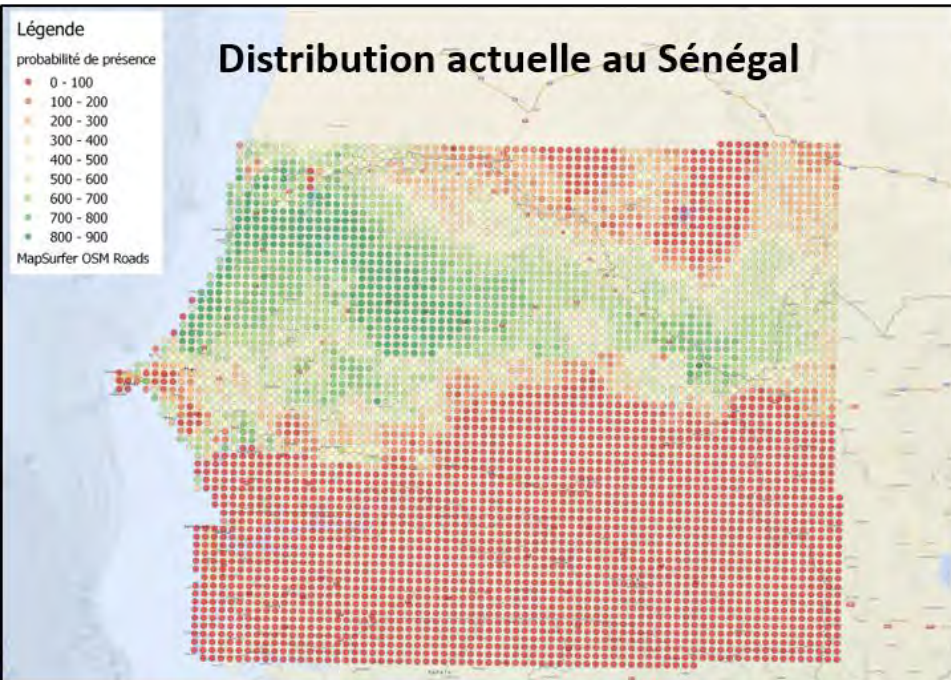 Légende
Distribution actuelle au Sénégal
probabilité de présence
0 - 100
100 - 200
200 - 300
300 - 400
400 - 500
500 - 600
600 - 700
700 - 800
800 - 900
MapSurfer OSM Roads